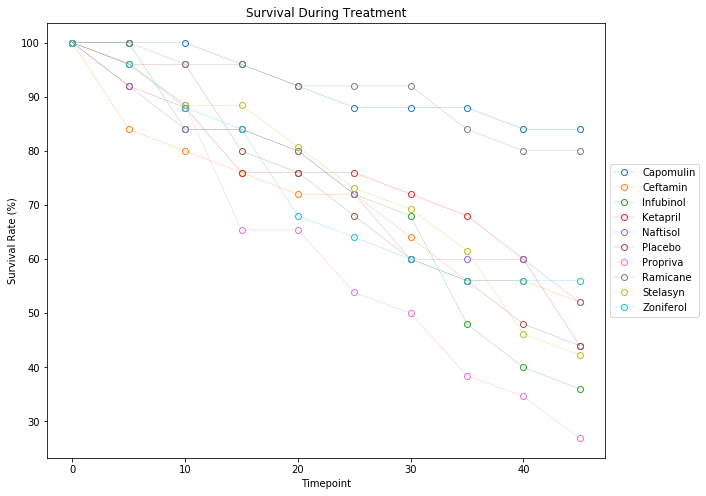 Survival During Treatment
100
90
80
70
60
50
40
30
Survival Rate (%)
0
10
20
30
40
Timepoint
Capomulin
Ceftamin
Infubinol
Ketapril
Naftisol
Placebo
Propriva
Ramicane
Stelasyn
Zoniferol